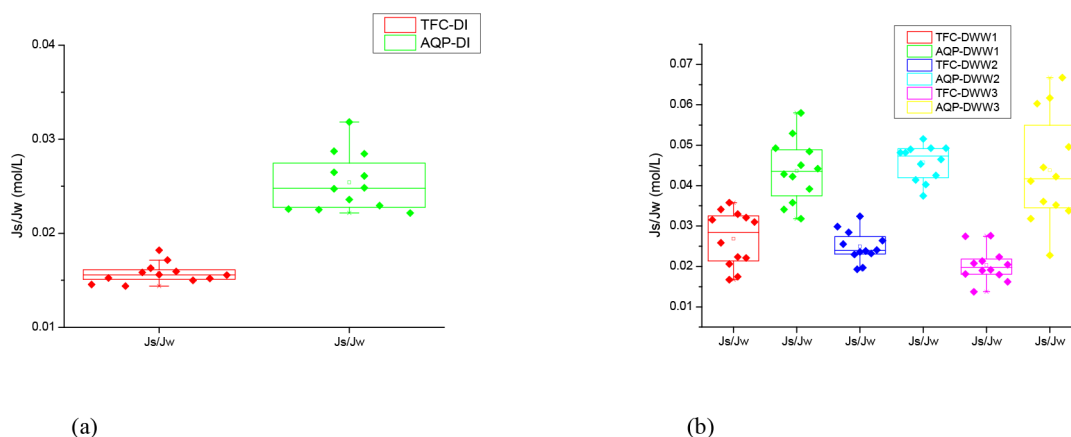 TFC-DI
AQP-DI
Js/Jw (mol/L)
0.04
0.03
0.02
0.01
Js/Jw
Js/Jw
(a)
TFC-DWW1
AQP-DWW1
TFC-DWW2
AQP-DWW2
TFC-DWW3
AQP-DWW3
Js/Jw (mol/L)
0.07
0.06
0.05
0.04
0.03
0.02
0.01
Js/Jw
Js/Jw
Js/Jw
Js/Jw
Js/Jw
Js/Jw
(b)